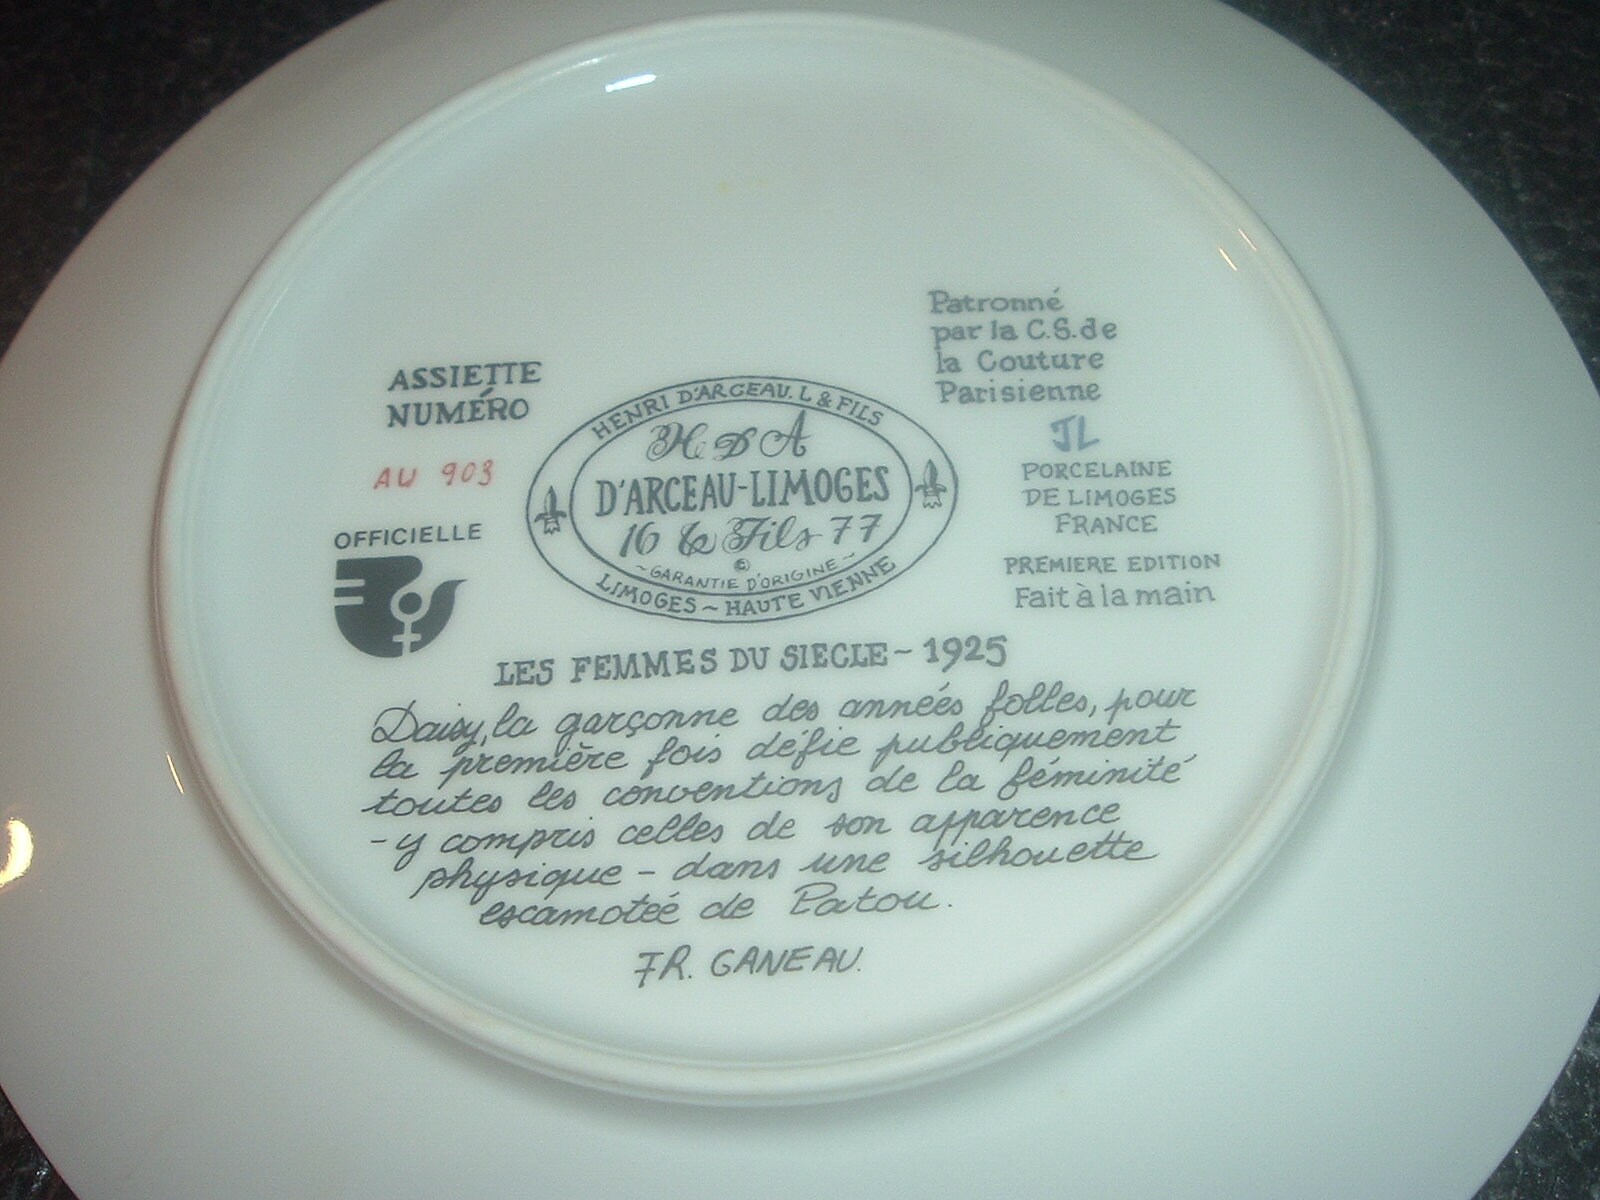 Patronné
par la C.S. de
la Couture
Parisienne
JL
PORCELAINE
DE LIMOGES
FRANCE
PREMIERE EDITION
Fait à la main
ASSIETTE
NUMÉRO
AU 903
OFFICIELLE
HENRI D'ARCEAU. L & FILS
H D A
D'ARCEAU-LIMOGES
16 & Fils 77
©
~GARANTIE D'ORIGINE~
LIMOGES ~ HAUTE VIENNE
LES FEMMES DU SIECLE ~ 1925
Daisy, la garçonne des années folles, pour
la première fois défie publiquement
toutes les conventions de la féminité
- y compris celles de son apparence
physique - dans une silhouette
escamotée de Patou.
FR. GANEAU.